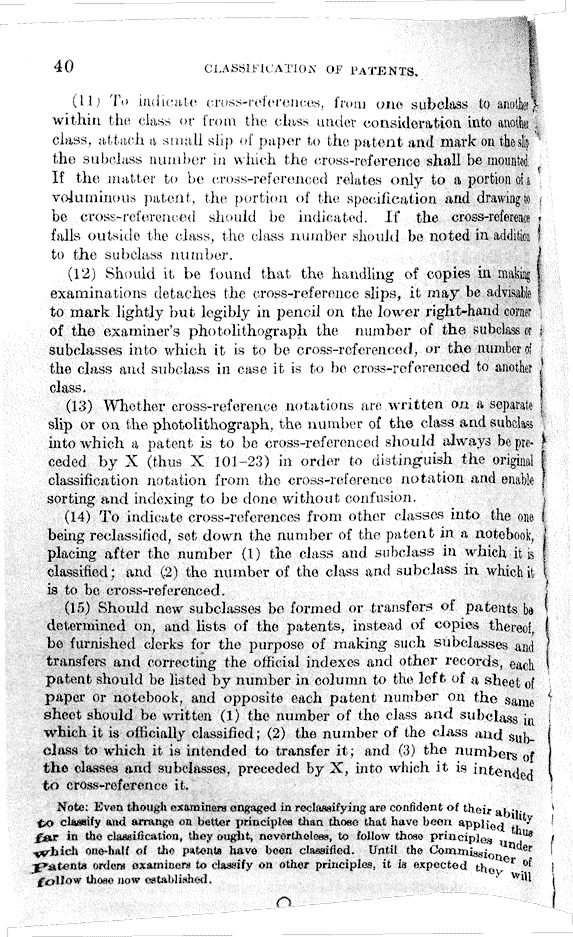 40 CLASSIFICATION OF PATENTS.
(11) To indicate cross-references, from one subclass to another
within the class or from the class under consideration into another
class, attach a small slip of paper to the patent and mark on the slip
the subclass number in which the cross-reference shall be mounted.
If the matter to be cross-referenced relates only to a portion of a
voluminous patent, the portion of the specification and drawing so
be cross-referenced should be indicated. If the cross-reference
falls outside the class, the class number should be noted in addition
to the subclass number.
(12) Should it be found that the handling of copies in making
examinations detaches the cross-reference slips, it may be advisable
to mark lightly but legibly in pencil on the lower right-hand corner
of the examiner's photolithograph the number of the subclass or
subclasses into which it is to be cross-referenced, or the number of
the class and subclass in case it is to be cross-referenced to another
class.
(13) Whether cross-reference notations are written on a separate
slip or on the photolithograph, the number of the class and subclass
into which a patent is to be cross-referenced should always be pre-
ceded by X (thus X 101–23) in order to distinguish the original
classification notation from the cross-reference notation and enable
sorting and indexing to be done without confusion.
(14) To indicate cross-references from other classes into the one
being reclassified, set down the number of the patent in a notebook,
placing after the number (1) the class and subclass in which it is
classified; and (2) the number of the class and subclass in which it
is to be cross-referenced.
(15) Should new subclasses be formed or transfers of patents be
determined on, and lists of the patents, instead of copies thereof,
be furnished clerks for the purpose of making such subclasses and
transfers and correcting the official indexes and other records, each
patent should be listed by number in column to the left of a sheet of
paper or notebook, and opposite each patent number on the same
sheet should be written (1) the number of the class and subclass in
which it is officially classified; (2) the number of the class and sub-
class to which it is intended to transfer it; and (3) the numbers of
the classes and subclasses, preceded by X, into which it is intended
to cross-reference it.
Note: Even though examiners engaged in reclassifying are confident of their ability
to classify and arrange on better principles than those that have been applied thus
far in the classification, they ought, nevertheless, to follow those principles under
which one-half of the patents have been classified. Until the Commissioner of
Patents orders examiners to classify on other principles, it is expected they will
follow those now established.